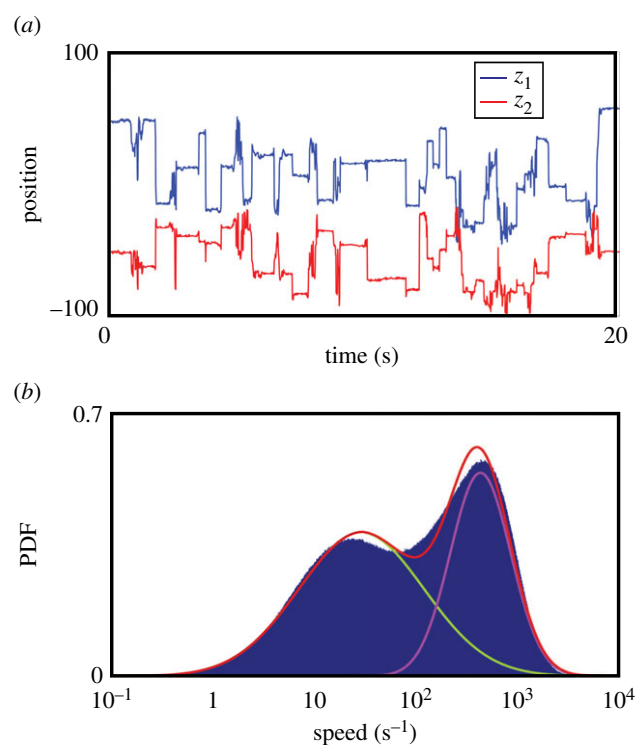 (a)
100
z1
z2
position
–100
0
20
time (s)
(b)
0.7
PDF
0
10⁻¹
1
10
10²
10³
10⁴
speed (s⁻¹)